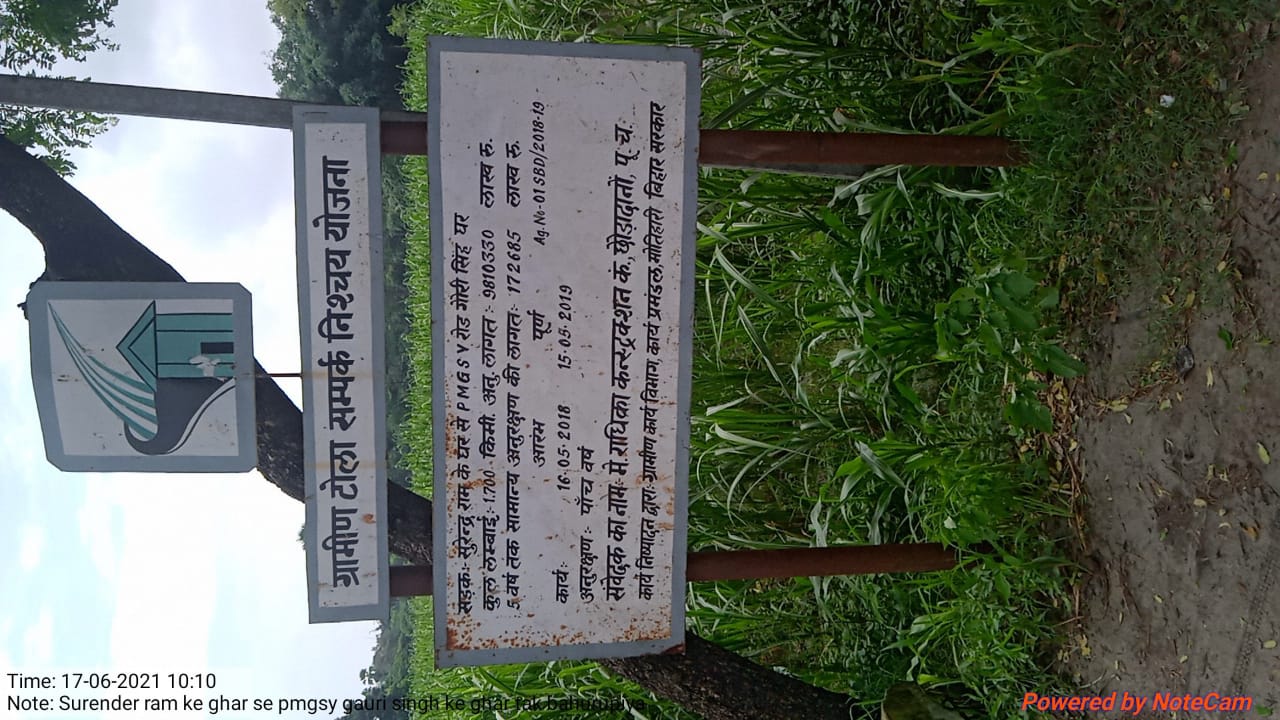 ग्रामीण टोला सम्पर्क निश्चय योजना
सड़क:- सुरेन्द्र राम के घर से PMGSY रोड गोरी सिंह घर
कुल लम्बाई:- 1.700 किमी. अनु. लागत:- 9810330 लाख रु.
5 वर्ष तक सामान्य अनुरक्षण की लागत:- 172685 लाख रु.
आरंभ पूर्ण Ag.No-01SBD/2018-19
कार्य: 16.05.2018 15.05.2019
अनुरक्षण:- पाँच वर्ष
संवेदक का नाम: मे. राधिका कन्स्ट्रक्शन कं., छौड़ादानो, पू. च.
कार्य निष्पादन द्वारा:- ग्रामीण कार्य विभाग, कार्य प्रमंडल, मोतिहारी बिहार सरकार
Time: 17-06-2021 10:10
Note: Surender ram ke ghar se pmgsy gauri singh ke ghar tak bahurupiya
Powered by NoteCam